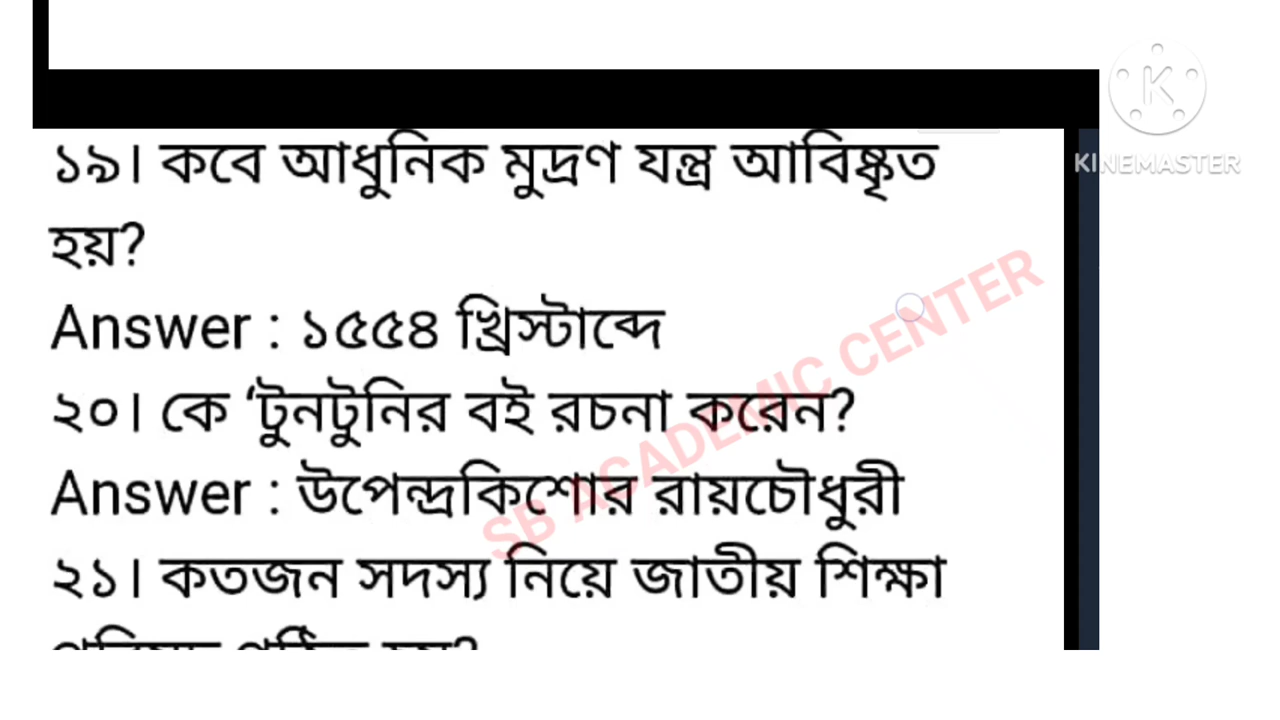 ১৯। কবে আধুনিক মুদ্রণ যন্ত্র আবিষ্কৃত
হয়?
Answer : ১৫৫৪ খ্রিস্টাব্দে
২০। কে ‘টুনটুনির বই রচনা করেন?
Answer : উপেন্দ্রকিশোর রায়চৌধুরী
২১। কতজন সদস্য নিয়ে জাতীয় শিক্ষা
SB ACADEMIC CENTER
KINEMASTER